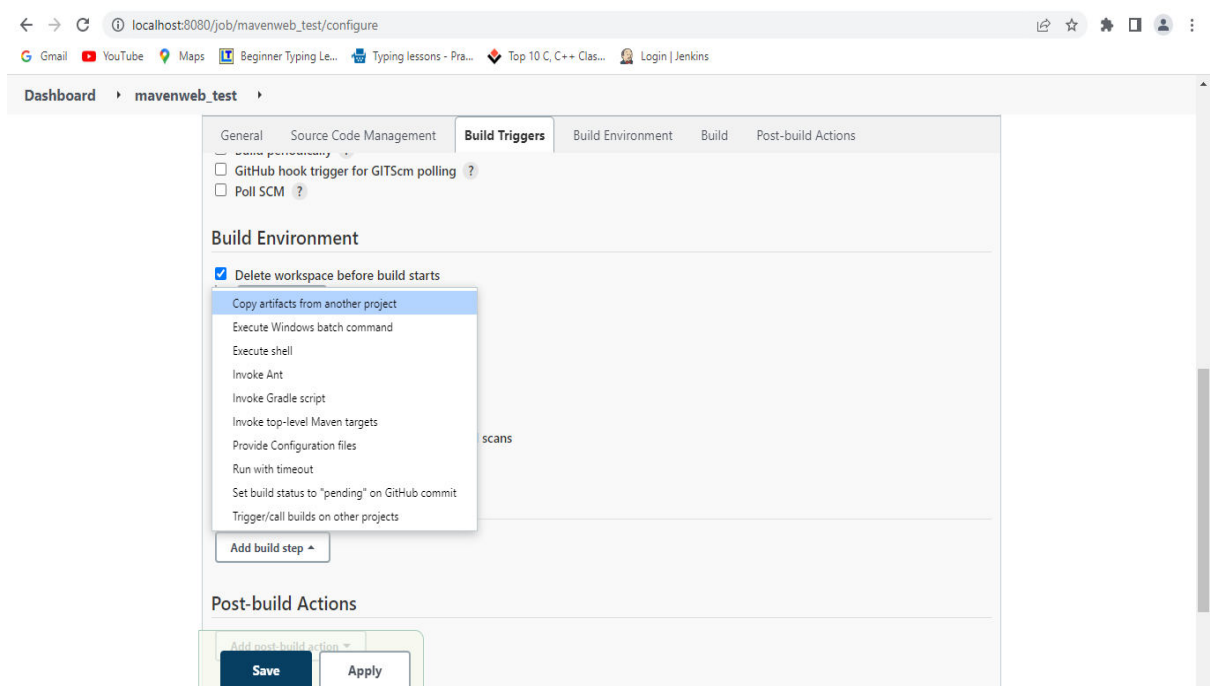 localhost:8080/job/mavenweb_test/configure
Gmail YouTube Maps Beginner Typing Le... Typing lessons - Pra... Top 10 C, C++ Clas... Login | Jenkins
Dashboard mavenweb_test
General Source Code Management Build Triggers Build Environment Build Post-build Actions
Build periodically ?
GitHub hook trigger for GITScm polling ?
Poll SCM ?
Build Environment
Delete workspace before build starts
Copy artifacts from another project
Execute Windows batch command
Execute shell
Invoke Ant
Invoke Gradle script
Invoke top-level Maven targets
scans
Provide Configuration files
Run with timeout
Set build status to "pending" on GitHub commit
Trigger/call builds on other projects
Add build step
Post-build Actions
Add post-build action
Save Apply